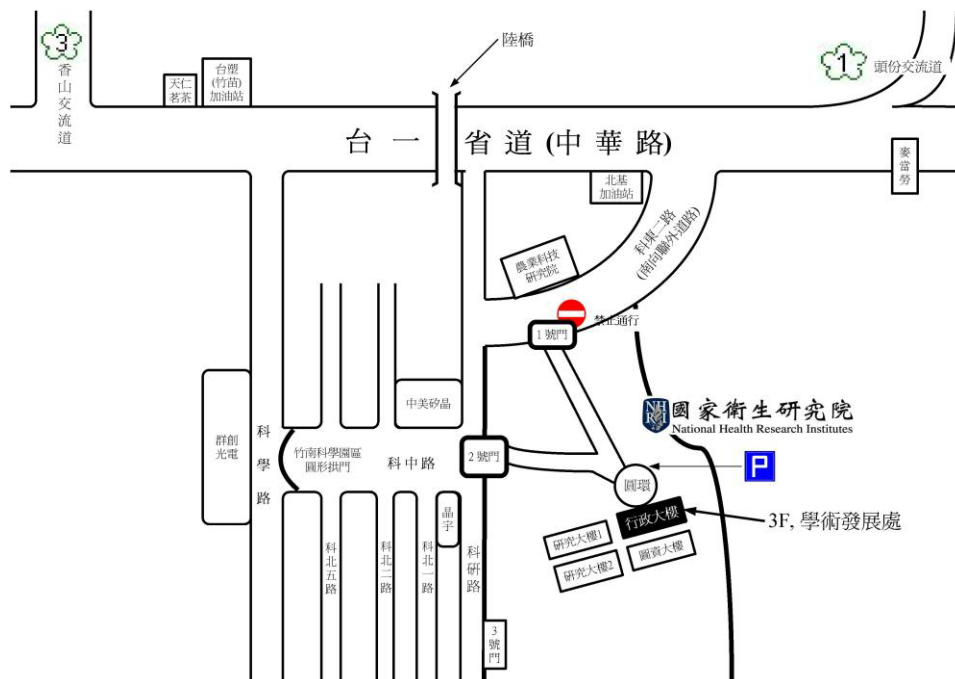 3
香山交流道
天仁
茗茶
台塑
(竹苗)
加油站
陸橋
1
頭份交流道
台一省道(中華路)
麥當勞
北基
加油站
科東二路
(南向聯外道路)
農業科技
研究院
禁止通行
1號門
中美矽晶
群創
光電
科學路
竹南科學園區
圓形拱門
科中路
2號門
NHRI
國家衛生研究院
National Health Research Institutes
P
圓環
行政大樓
3F, 學術發展處
研究大樓1
研究大樓2
圖資大樓
晶宇
科北五路
科北二路
科北一路
科研路
3號門